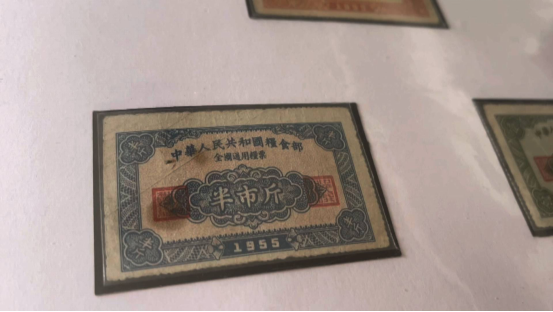 中華人民共和國糧食部
全國通用糧票
半市斤
1955